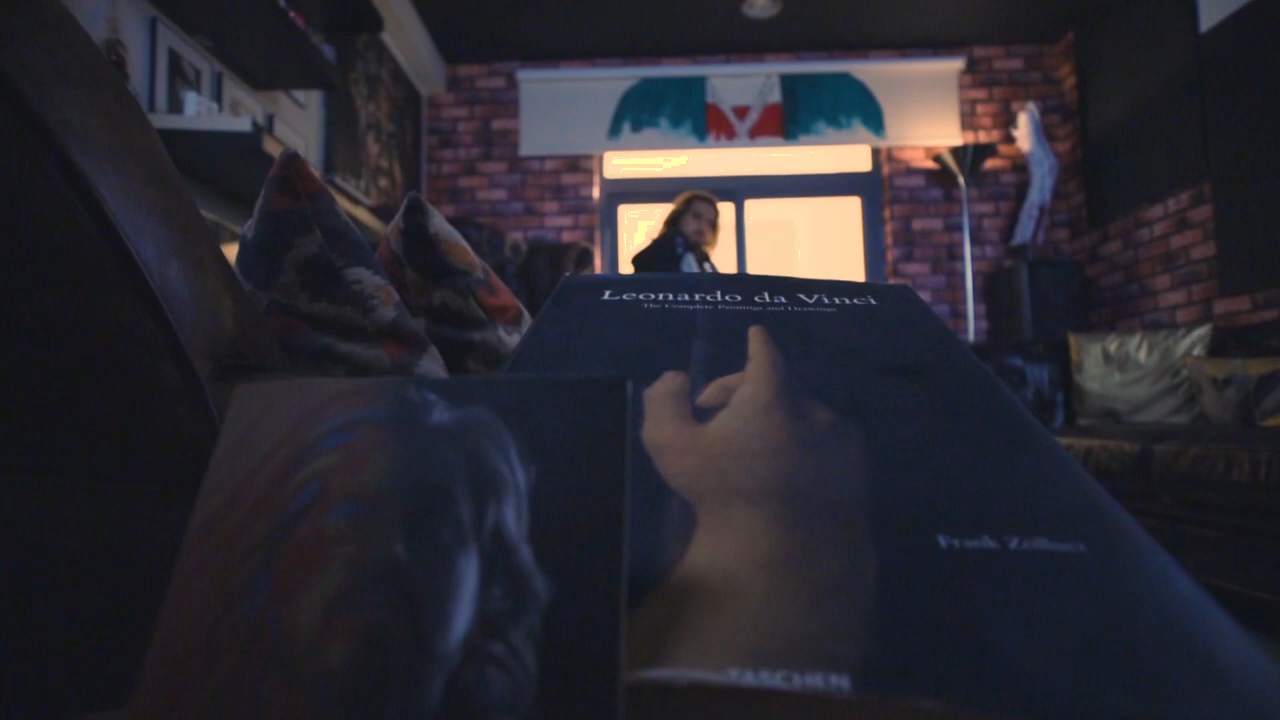 Leonardo da Vinci
The Complete Paintings and Drawings
Frank Zöllner
TASCHEN